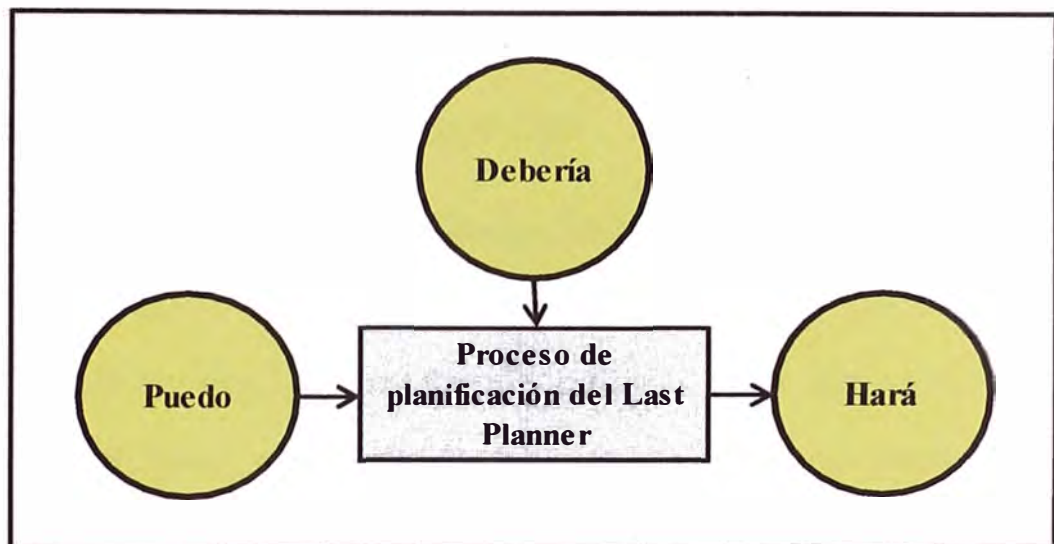 Debería
Puedo
Proceso de
planificación del Last
Planner
Hará